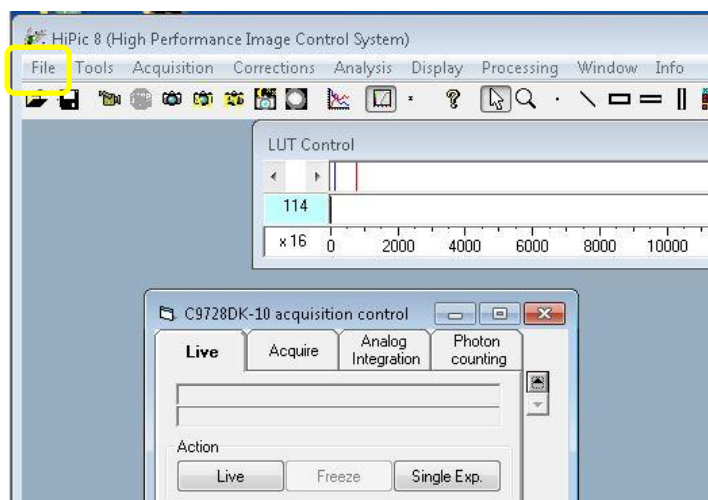 HiPic 8 (High Performance Image Control System)
File Tools Acquisition Corrections Analysis Display Processing Window Info
LUT Control
114
x 16 0 2000 4000 6000 8000 10000
C9728DK-10 acquisition control
Live Acquire Analog Integration Photon counting
Action
Live Freeze Single Exp.